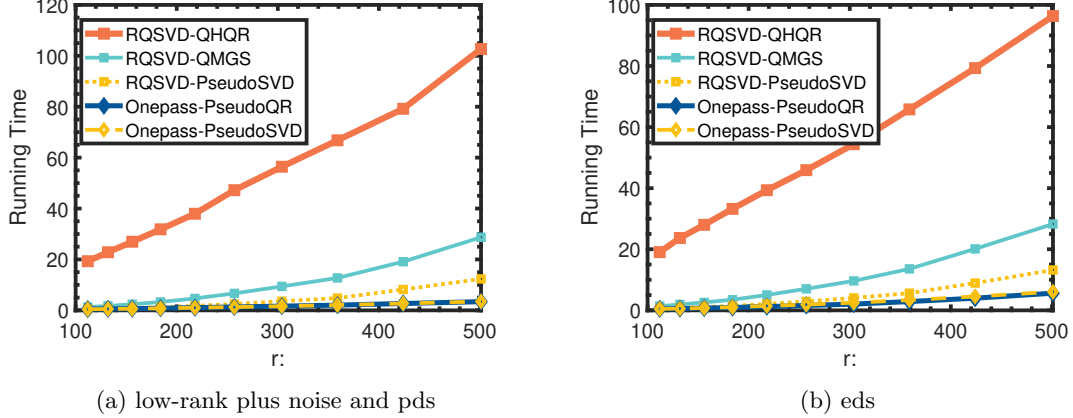 120
100
80
60
40
20
0
Running Time
RQSVD-QHQR
RQSVD-QMGS
RQSVD-PseudoSVD
Onepass-PseudoQR
Onepass-PseudoSVD
100 200 300 400 500
r:
(a) low-rank plus noise and pds
100
80
60
40
20
0
Running Time
RQSVD-QHQR
RQSVD-QMGS
RQSVD-PseudoSVD
Onepass-PseudoQR
Onepass-PseudoSVD
100 200 300 400 500
r:
(b) eds